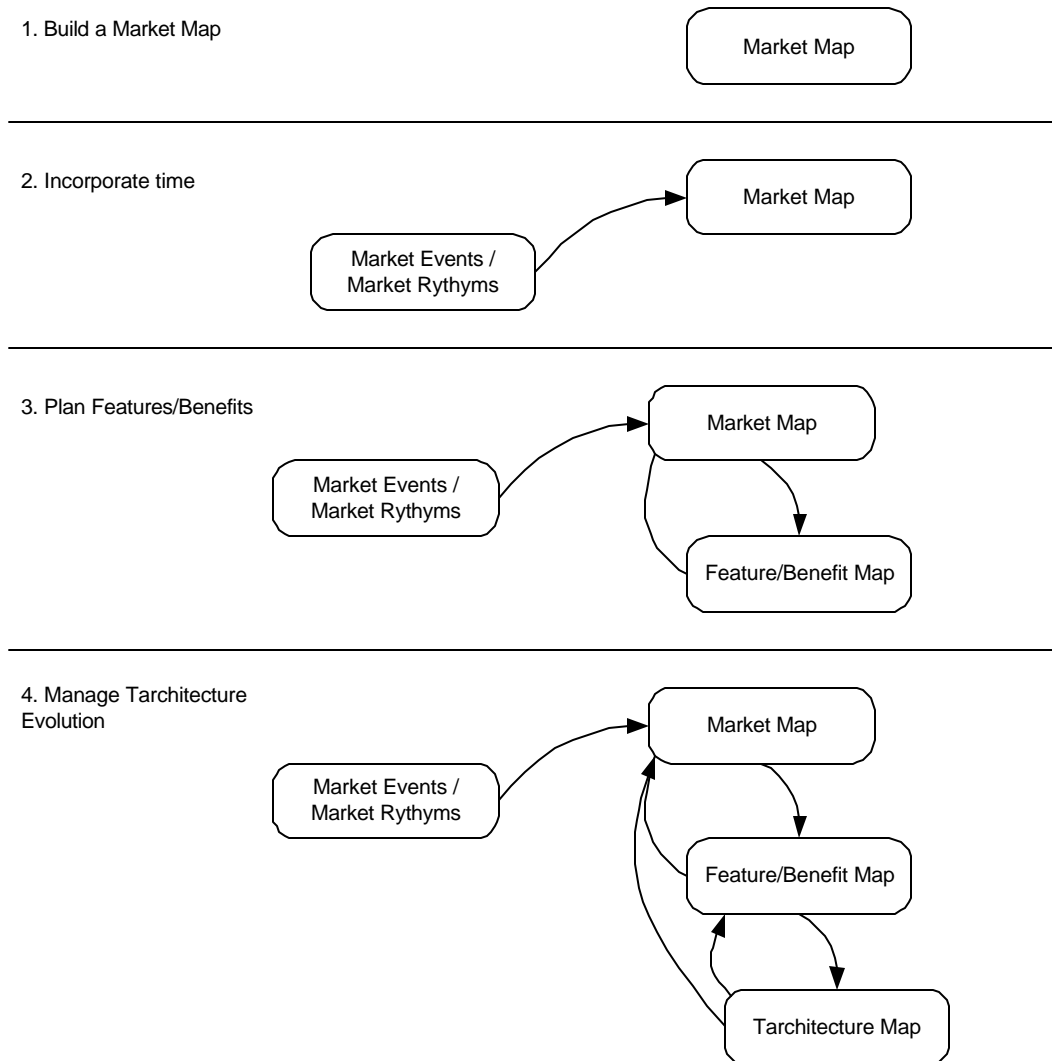 1. Build a Market Map
Market Map
2. Incorporate time
Market Map
Market Events /
Market Rythyms
3. Plan Features/Benefits
Market Map
Market Events /
Market Rythyms
Feature/Benefit Map
4. Manage Tarchitecture
Evolution
Market Map
Market Events /
Market Rythyms
Feature/Benefit Map
Tarchitecture Map